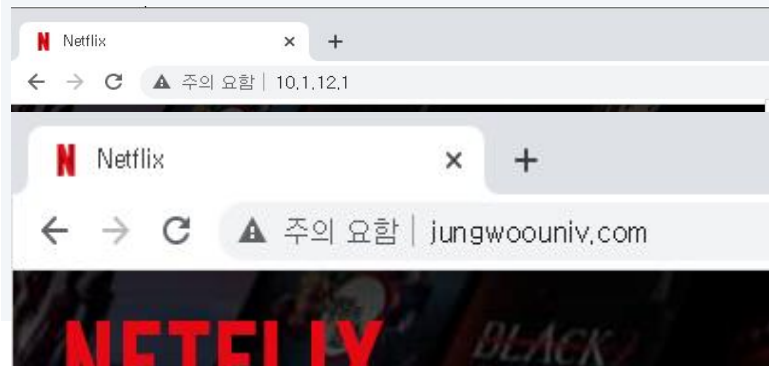 Netflix
주의 요함 | 10.1.12.1
Netflix
주의 요함 | jungwoouniv.com
NETFLIX
BLACK